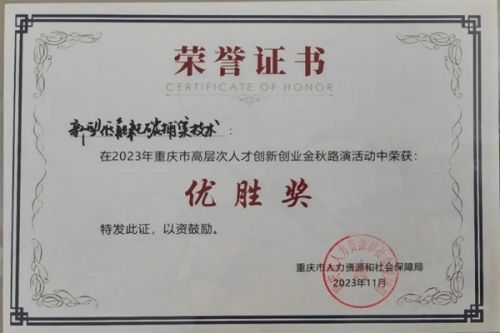 荣誉证书
CERTIFICATE OF HONOR
新型低能耗碳捕集技术：
在2023年重庆市高层次人才创新创业金秋路演活动中荣获：
优胜奖
特发此证，以资鼓励。
重庆市人力资源和社会保障局
2023年11月